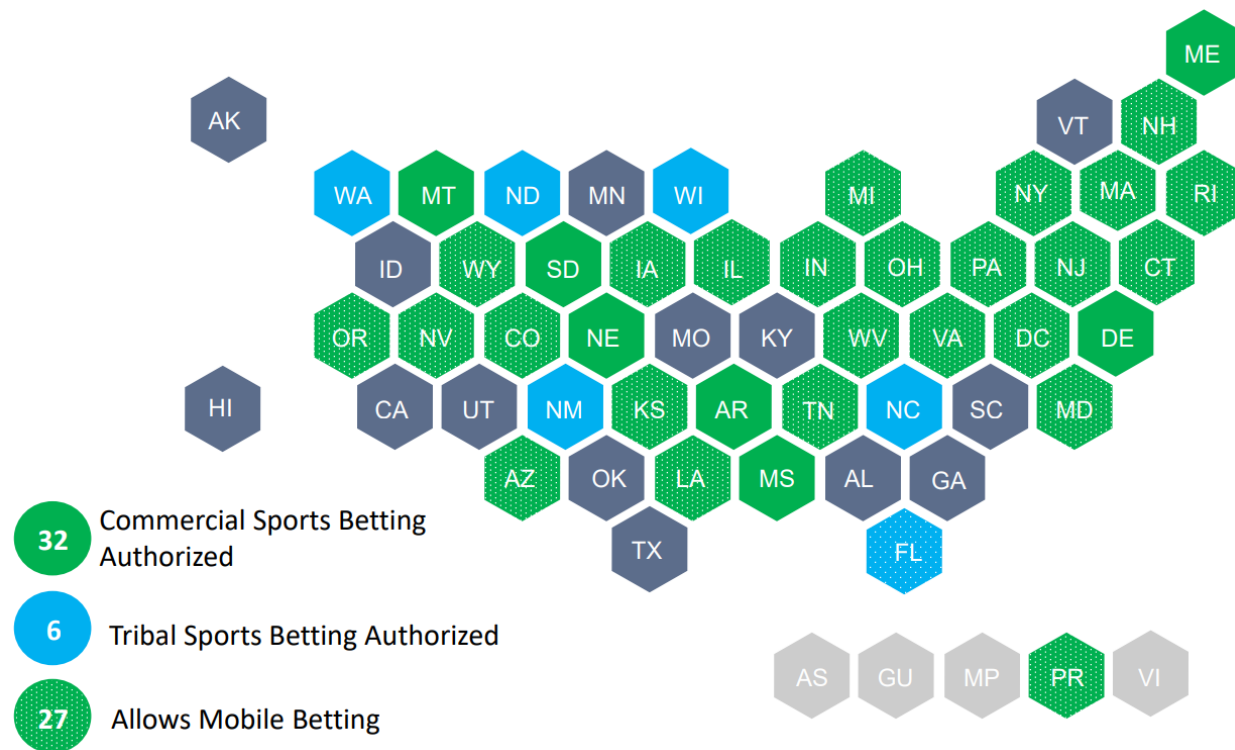 ME
AK
VT
NH
WA
MT
ND
MN
WI
MI
NY
MA
RI
ID
WY
SD
IA
IL
IN
OH
PA
NJ
CT
OR
NV
CO
NE
MO
KY
WV
VA
DC
DE
HI
CA
UT
NM
KS
AR
TN
NC
SC
MD
AZ
OK
LA
MS
AL
GA
32
Commercial Sports Betting
Authorized
TX
FL
6
Tribal Sports Betting Authorized
AS
GU
MP
PR
VI
27
Allows Mobile Betting